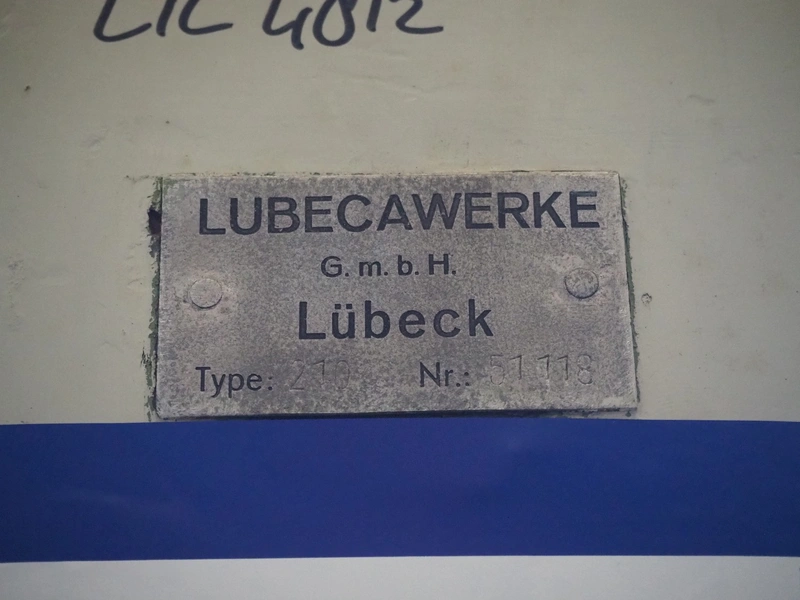 LUBECAWERKE
G. m. b. H.
Lübeck
Type: 210 Nr.: 51118